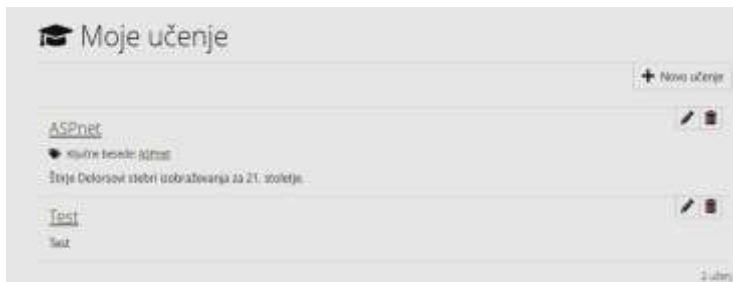 Moje učenje
Novo učenje
ASPnet
Ključne besede: ASPnet
Štirje Delorsovi stebri izobraževanja za 21. stoletje.
Test
Test
2 učenj